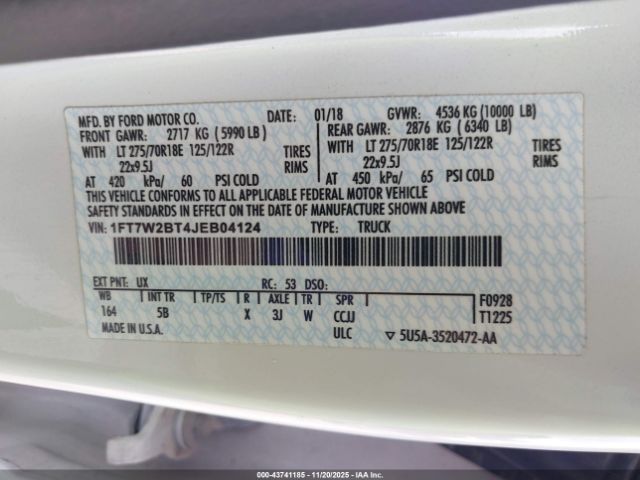 MFD. BY FORD MOTOR CO. DATE: 01/18 GVWR: 4536 KG (10000 LB)
FRONT GAWR: 2717 KG (5990 LB) REAR GAWR: 2876 KG (6340 LB)
WITH LT 275/70R18E 125/122R TIRES WITH LT 275/70R18E 125/122R TIRES
22x9.5J RIMS 22x9.5J RIMS
AT 420 kPa/ 60 PSI COLD AT 450 kPa/ 65 PSI COLD
THIS VEHICLE CONFORMS TO ALL APPLICABLE FEDERAL MOTOR VEHICLE
SAFETY STANDARDS IN EFFECT ON THE DATE OF MANUFACTURE SHOWN ABOVE.
VIN: 1FT7W2BT4JEB04124 TYPE: TRUCK
EXT PNT: UX RC: 53 DSO:
WB INT TR TP/TS R AXLE TR SPR F0928
164 5B X 3J W CCJJ T1225
MADE IN U.S.A. ULC ▽ 5U5A-3520472-AA
000-43741185 - 11/20/2025 - IAA, Inc.